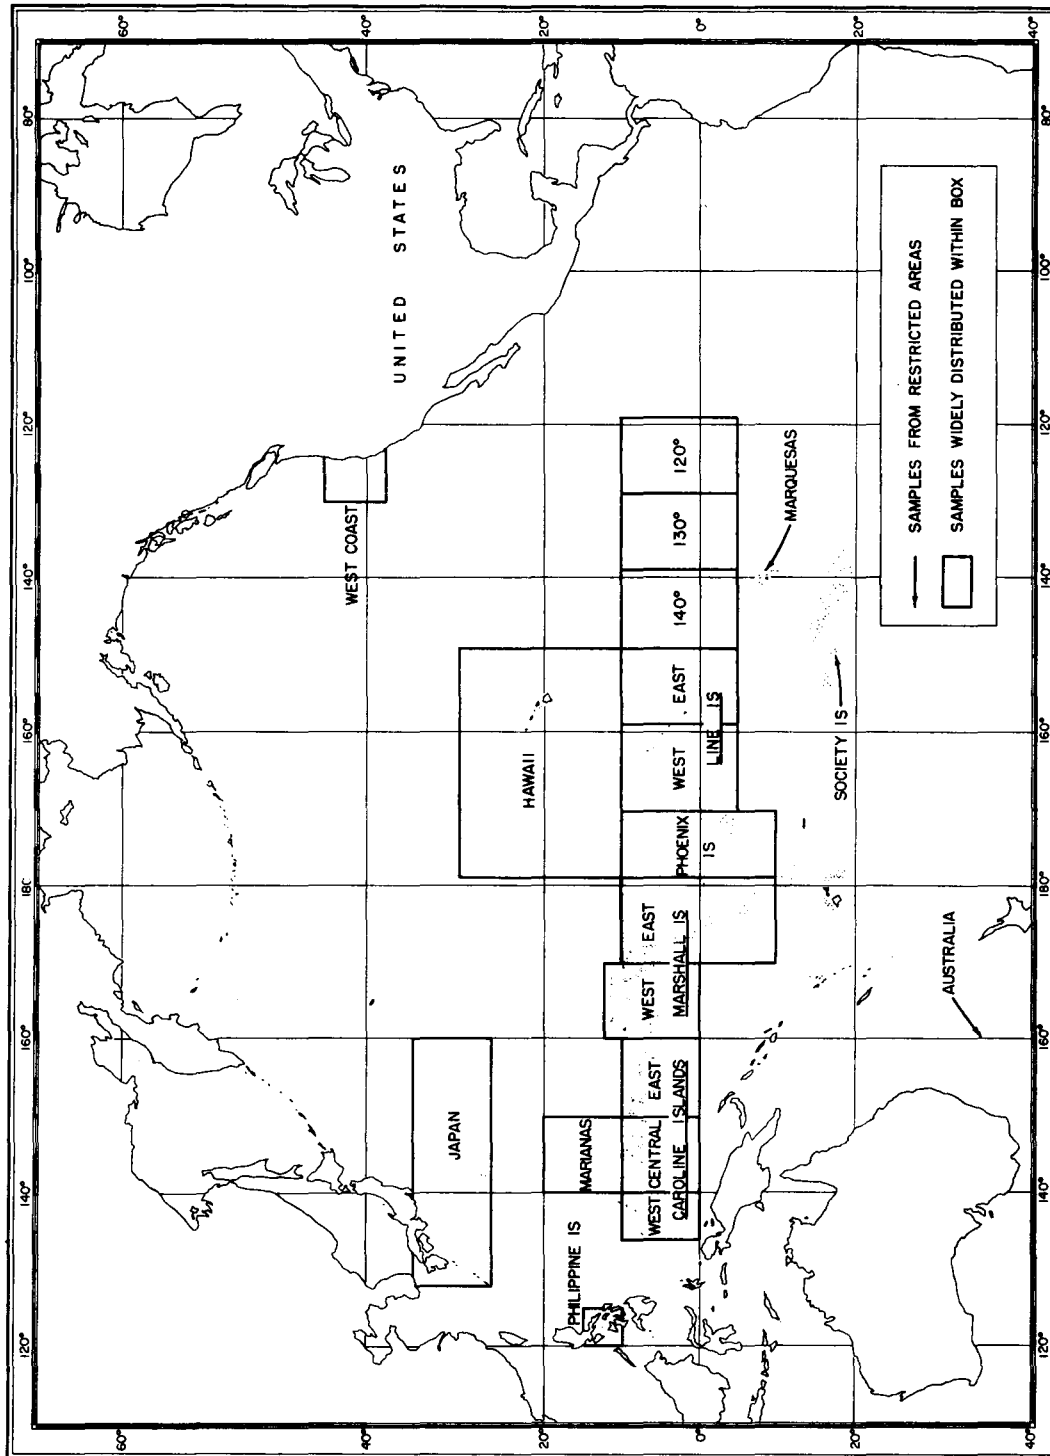 120°
140°
160°
180°
160°
140°
120°
100°
80°
60°
60°
40°
40°
20°
20°
0°
0°
20°
20°
40°
40°
UNITED STATES
WEST COAST
JAPAN
HAWAII
PHILIPPINE IS
MARIANAS
WEST CENTRAL EAST
CAROLINE ISLANDS
WEST EAST
MARSHALL IS
PHOENIX
IS
WEST EAST
LINE IS
140°
130°
120°
MARQUESAS
SOCIETY IS
AUSTRALIA
SAMPLES FROM RESTRICTED AREAS
SAMPLES WIDELY DISTRIBUTED WITHIN BOX
120°
140°
160°
180°
160°
140°
120°
100°
80°